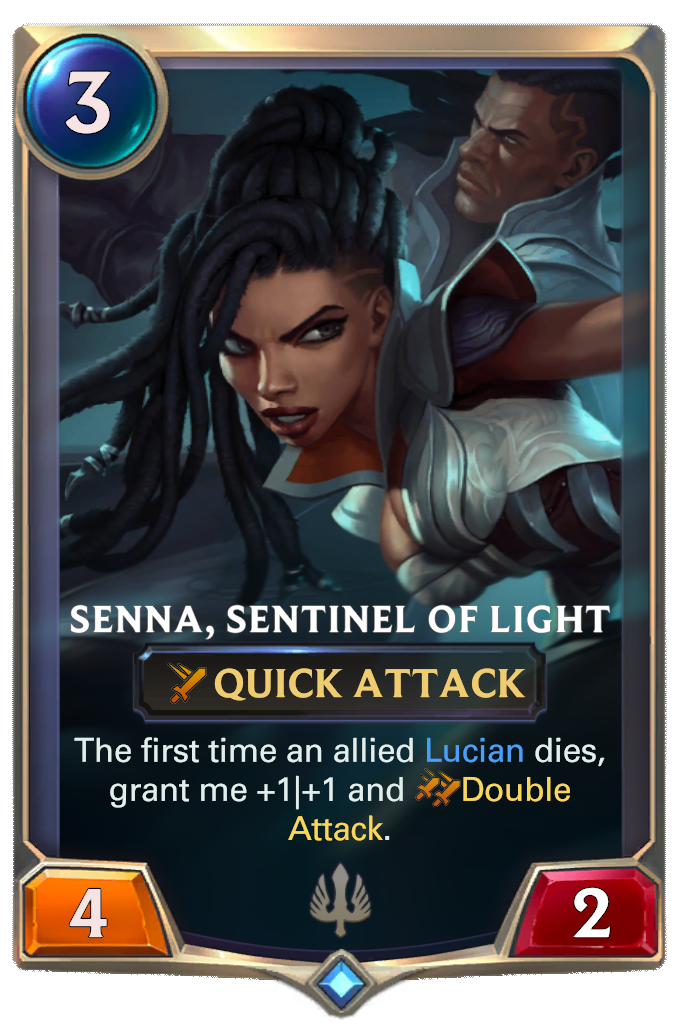 3
SENNA, SENTINEL OF LIGHT
QUICK ATTACK
The first time an allied Lucian dies,
grant me +1|+1 and Double
Attack.
4
2